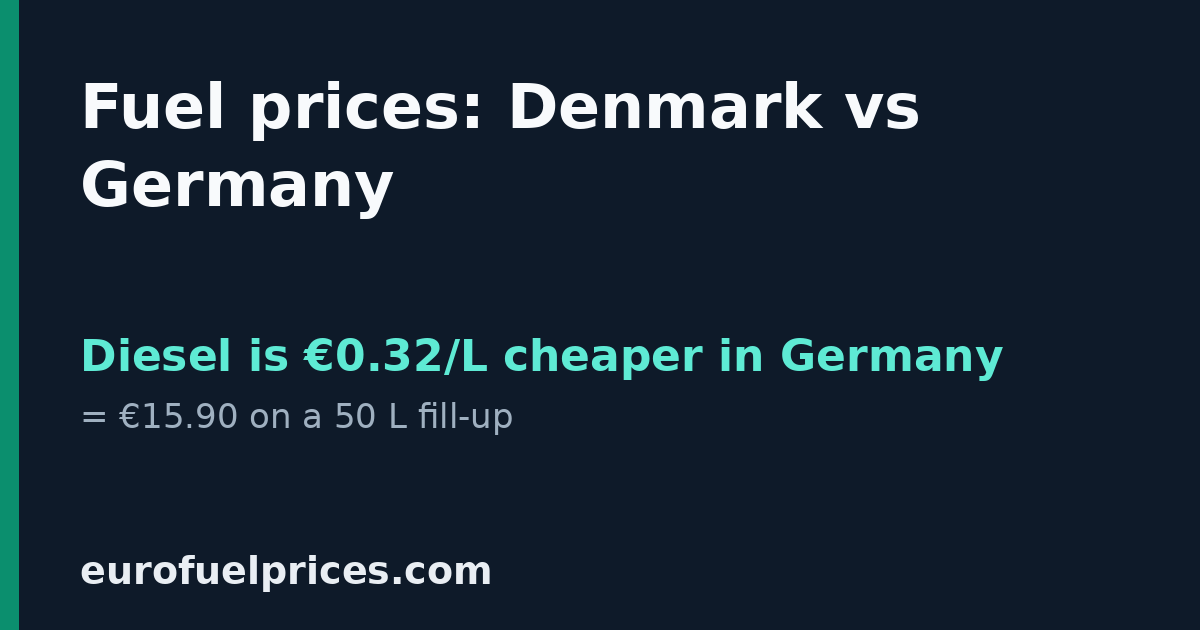 Fuel prices: Denmark vs
Germany
Diesel is €0.32/L cheaper in Germany
= €15.90 on a 50 L fill-up
eurofuelprices.com